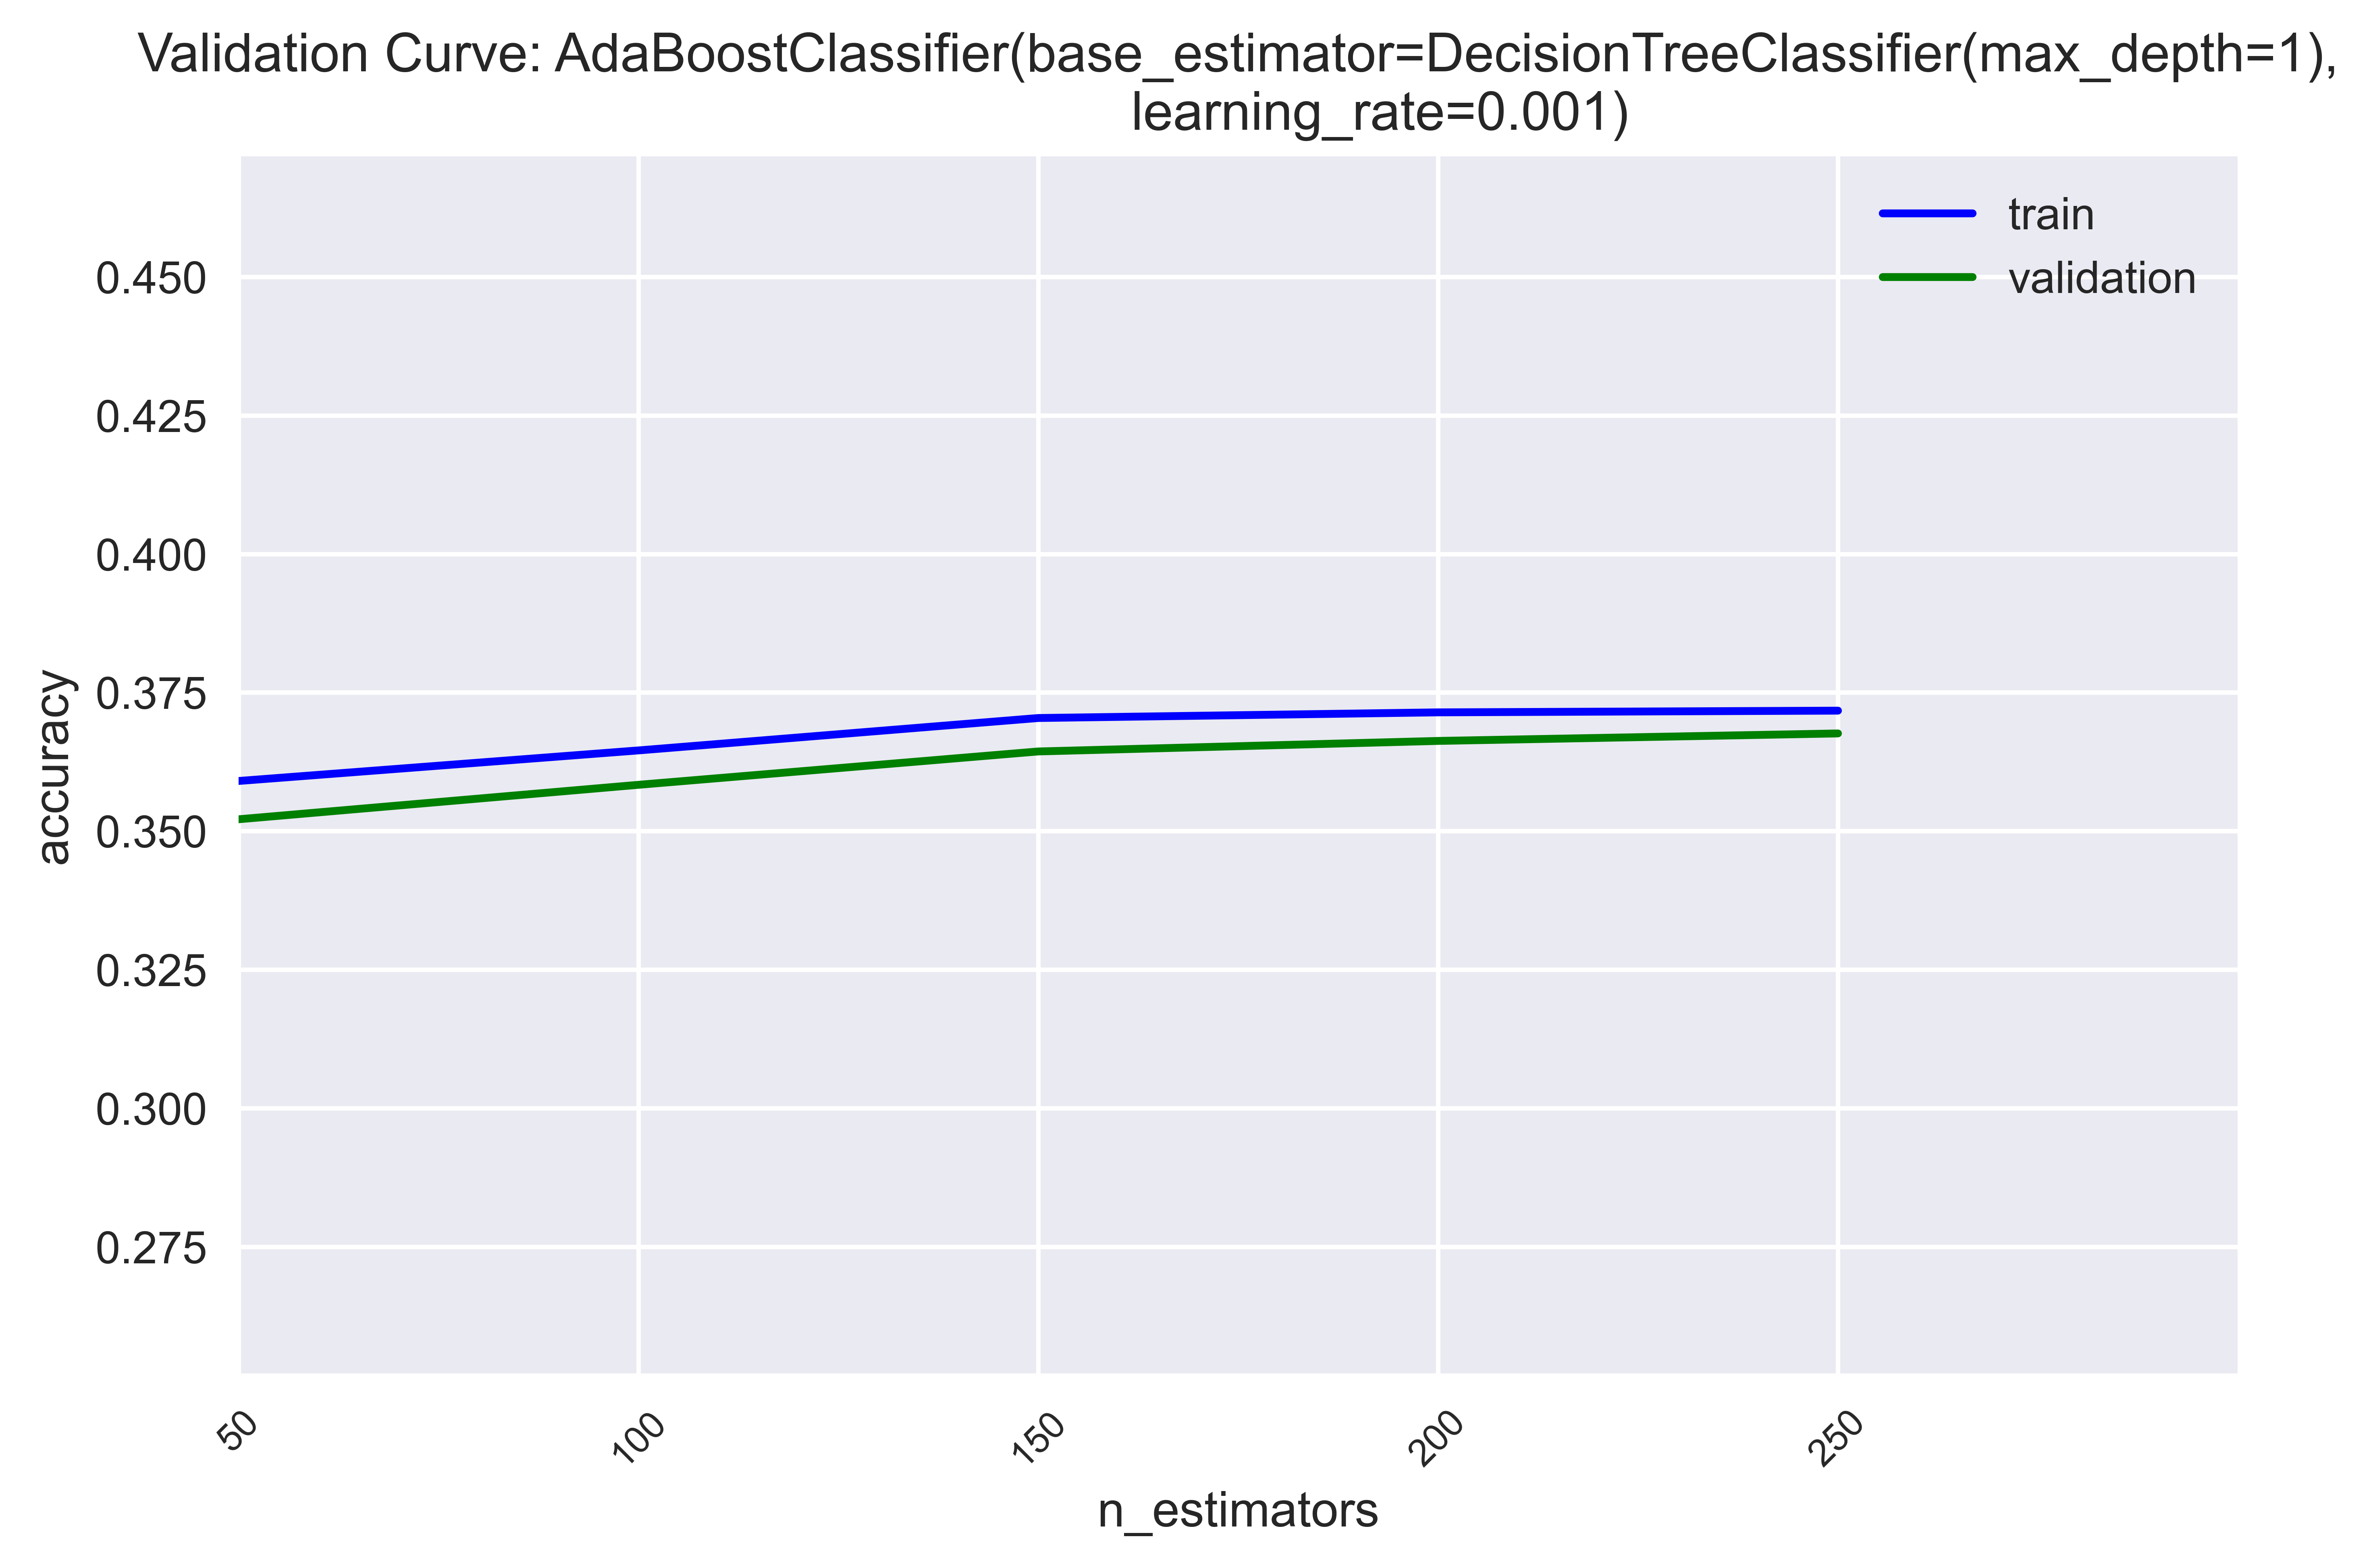 Validation Curve: AdaBoostClassifier(base_estimator=DecisionTreeClassifier(max_depth=1),
learning_rate=0.001)
train
validation
0.450
0.425
0.400
0.375
0.350
0.325
0.300
0.275
accuracy
50
100
150
200
250
n_estimators